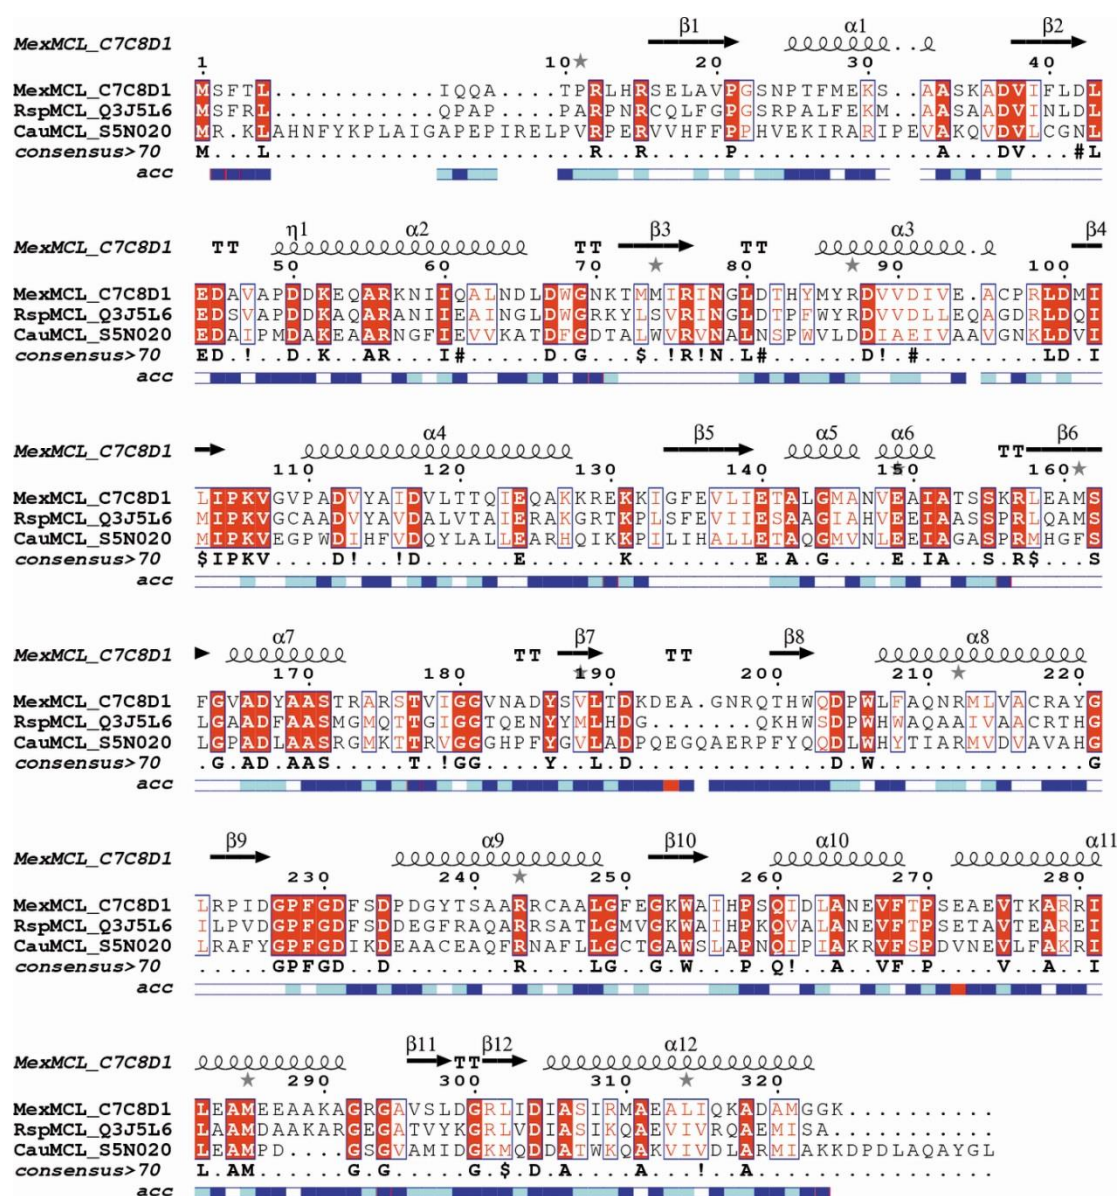 MexMCL_C7C8D1 β1 α1 β2
1 10 20 30 40
MexMCL_C7C8D1 MSFTL...........IQQA....TPARLHRSELAVPGSNPTFMEKS..AASKADVIFLDL
RspMCL_Q3J5L6 MSFRL...........QPAP....PARPNRCQLFGPGSRPALFEKM..AASAADVINLDL
CauMCL_S5N020 MR.KLAHNFYKPLAIGAPEPIRELPVRPERVVHFFPPHVEKIRARIPEVAKQVADVLCGNL
consensus>70 M...L.....................R..R.....P.............A...DV...#L
acc
MexMCL_C7C8D1 TT η1 α2 TT β3 TT α3 β4
50 60 70 80 90 100
MexMCL_C7C8D1 EDAVAPDDKEQARKNIIQALNDLDWGNKTMMIRINGLDTHYMYRDVVDIVE.ACPRLDMI
RspMCL_Q3J5L6 EDSVAPDDKAQARANIIEAINGLDWGRKYLSVRINGLDTPFWYRDVVDLLEQAGDRLDQI
CauMCL_S5N020 EDAIPMDAKEAARNGFIEVVKATDFGDTALWVRVNALNSPWVLDDIAEIVAAVGNKLDVI
consensus>70 ED.!..D.K..AR...I#.....D.G....$.!R!N.L#......D!..#.......LD.I
acc
MexMCL_C7C8D1 α4 β5 α5 α6 TT β6
110 120 130 140 150 160
MexMCL_C7C8D1 LIPKVGVPADVYAIDVLTTQIEQAKKREKKIGFEVLIETALGMANVEAIATSSKRLEAMS
RspMCL_Q3J5L6 MIPKVGCAADVYAVDALVTAIERAKGRTKPLSFEVIIESAAGIAHVEEIAASSPRLQAMS
CauMCL_S5N020 MIPKVEGPWDIHFVDQYLALLEARHQIKKPILIHALLETAQGMVNLEEIAGASPRMHGFS
consensus>70 $IPKV....D!...!D......E......K........E.A.G....E.IA..S.R$...S
acc
MexMCL_C7C8D1 α7 TT β7 TT β8 α8
170 180 190 200 210 220
MexMCL_C7C8D1 FGVADYAASTRARSTVIGGVNADYSVLTDKDEA.GNRQTHWQDPWLFAQNRMLVACRAYG
RspMCL_Q3J5L6 LGAADFAASMGMQTTGIGGTQENYYMLHDG.......QKHWSDPWHWAQAAIVAACRTHG
CauMCL_S5N020 LGPADLAASRGMKTTRVGGGHPFYGVLADPQEGQAERPFYQQDLWHYTIARMVDVAVAHG
consensus>70 .G.AD.AAS.....T.!GG....Y..L.D.............D.W..............G
acc
MexMCL_C7C8D1 β9 α9 β10 α10 α11
230 240 250 260 270 280
MexMCL_C7C8D1 LRPIDGPFGDFSDPDGYTSAARRCAALGFEGKWAIHPSQIDLANEVFTPSEAEVTKARRI
RspMCL_Q3J5L6 ILPVDGPFGDFSDDEGFRAQARRSATLGMVGKWAIHPKQVALANEVFTPSETAVTEAREI
CauMCL_S5N020 LRAFYGPFGDIKDEAACEAQFRNAFLLGCTGAWSLAPNQIPIAKRVFSPDVNEVLFAKRI
consensus>70 .....GPFGD..D........R....LG..G.W...P.Q!..A..VF.P....V..A..I
acc
MexMCL_C7C8D1 β11 TT β12 α12
290 300 310 320
MexMCL_C7C8D1 LEAMEEAAKAGRGAVSLDGRLIDIASIRMAEALIQKADAMGGK..........
RspMCL_Q3J5L6 LAAMDAAKARGEGATVYKGRLVDIASIKQAEVIVRQAEMISA...........
CauMCL_S5N020 LEAMPD....GSGVAMIDGKMQDDATWKQAKVIVDLARMIAKKDPDLAQAYGL
consensus>70 L.AM......G.G.....G.$.D.A....A...!..A................
acc